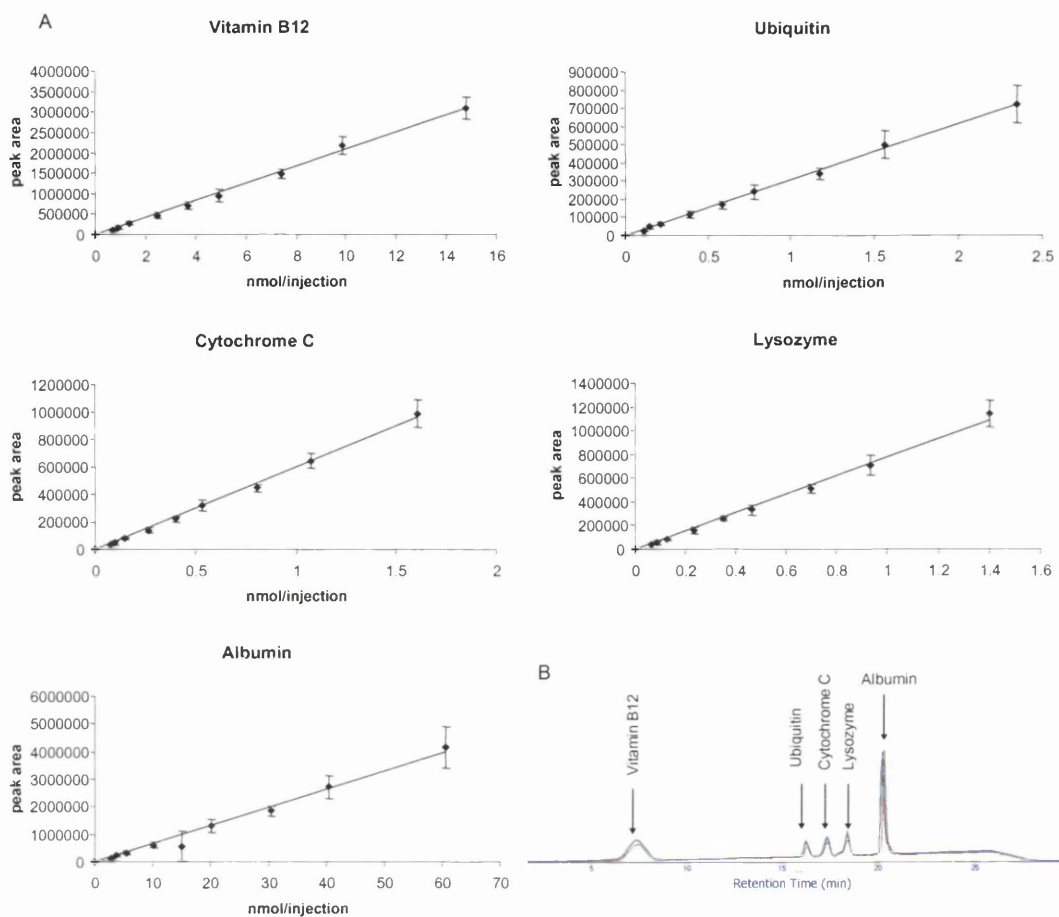 A
Vitamin B12
4000000
3500000
3000000
2500000
2000000
1500000
1000000
500000
0
peak area
0 2 4 6 8 10 12 14 16
nmol/injection
Ubiquitin
900000
800000
700000
600000
500000
400000
300000
200000
100000
0
peak area
0 0.5 1 1.5 2 2.5
nmol/injection
Cytochrome C
1200000
1000000
800000
600000
400000
200000
0
peak area
0 0.5 1 1.5 2
nmol/injection
Lysozyme
1400000
1200000
1000000
800000
600000
400000
200000
0
peak area
0 0.2 0.4 0.6 0.8 1 1.2 1.4 1.6
nmol/injection
Albumin
6000000
5000000
4000000
3000000
2000000
1000000
0
peak area
0 10 20 30 40 50 60 70
nmol/injection
B
Vitamin B12
Ubiquitin
Cytochrome C
Lysozyme
Albumin
5 10 15 20
Retention Time (min)